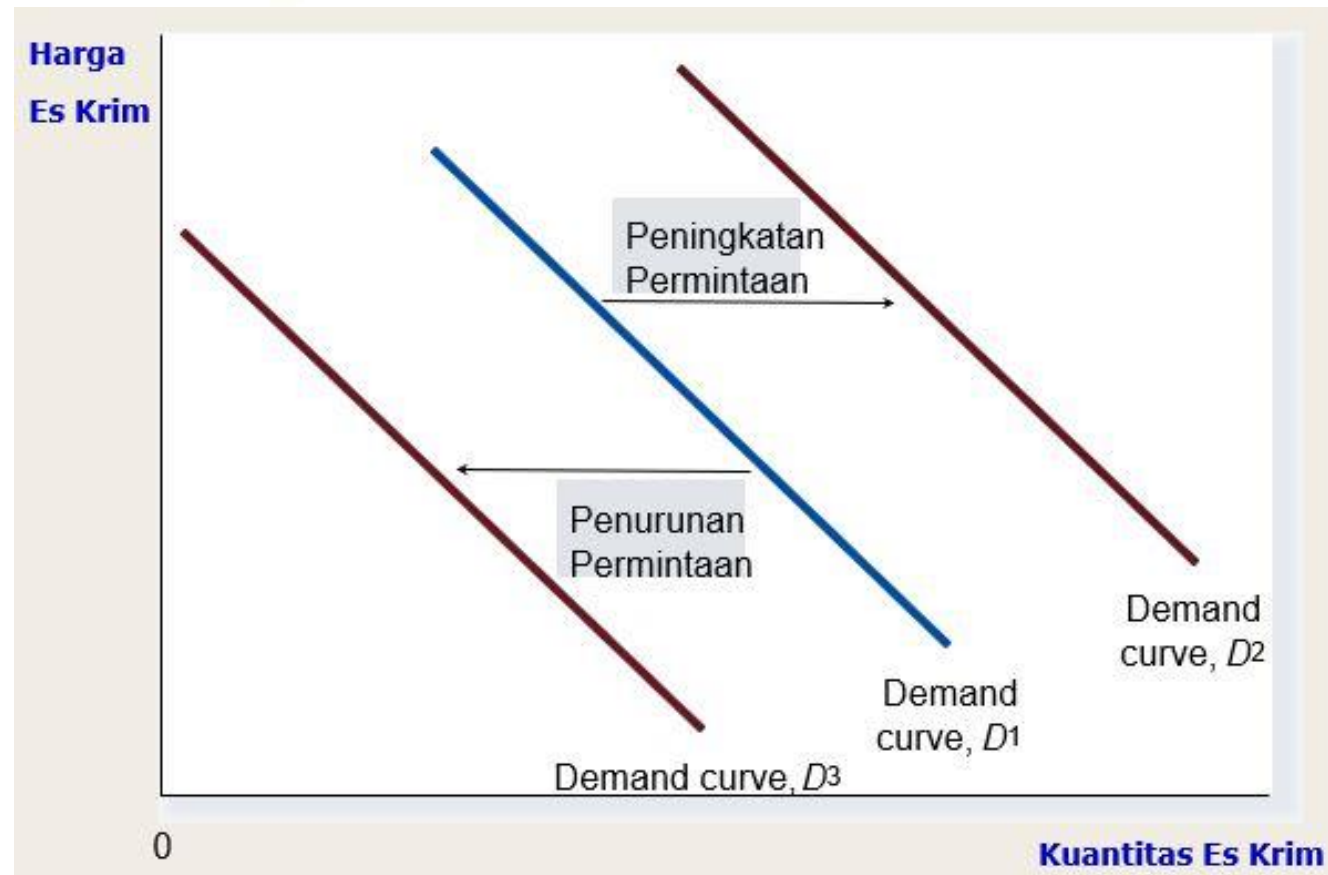 Harga
Es Krim
Peningkatan
Permintaan
Penurunan
Permintaan
Demand
curve, D2
Demand
curve, D1
Demand curve, D3
0
Kuantitas Es Krim